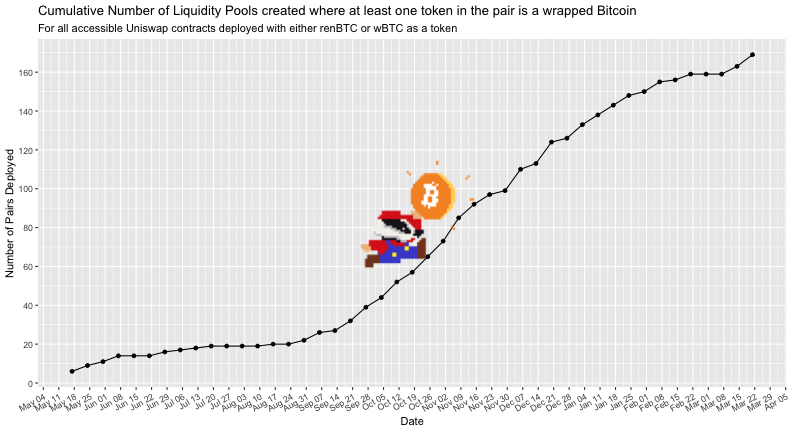 Cumulative Number of Liquidity Pools created where at least one token in the pair is a wrapped Bitcoin
For all accessible Uniswap contracts deployed with either renBTC or wBTC as a token
Number of Pairs Deployed
160
140
120
100
80
60
40
20
0
May 04
May 11
May 18
May 25
Jun 01
Jun 08
Jun 15
Jun 22
Jun 29
Jul 06
Jul 13
Jul 20
Jul 27
Aug 03
Aug 10
Aug 17
Aug 24
Aug 31
Sep 07
Sep 14
Sep 21
Sep 28
Oct 05
Oct 12
Oct 19
Oct 26
Nov 02
Nov 09
Nov 16
Nov 23
Nov 30
Dec 07
Dec 14
Dec 21
Dec 28
Jan 04
Jan 11
Jan 18
Jan 25
Feb 01
Feb 08
Feb 15
Feb 22
Mar 01
Mar 08
Mar 15
Mar 22
Mar 29
Apr 05
Date